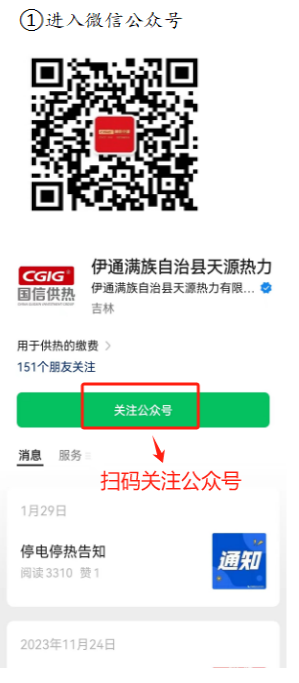 ①进入微信公众号
CGIG
国信供热
伊通满族自治县天源热力
伊通满族自治县天源热力有限...
吉林
用于供热的缴费
151个朋友关注
关注公众号
消息 服务
扫码关注公众号
1月29日
停电停热告知
通知
阅读3310 赞1
2023年11月24日